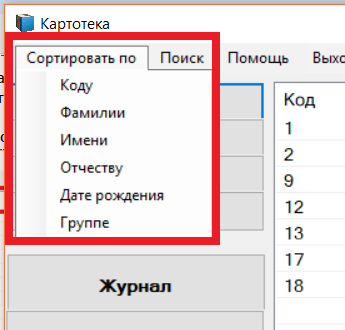 Картотека
Сортировать по Поиск Помощь
Коду
Фамилии
Имени
Отчеству
Дате рождения
Группе
Журнал
Код
1
2
9
12
13
17
18